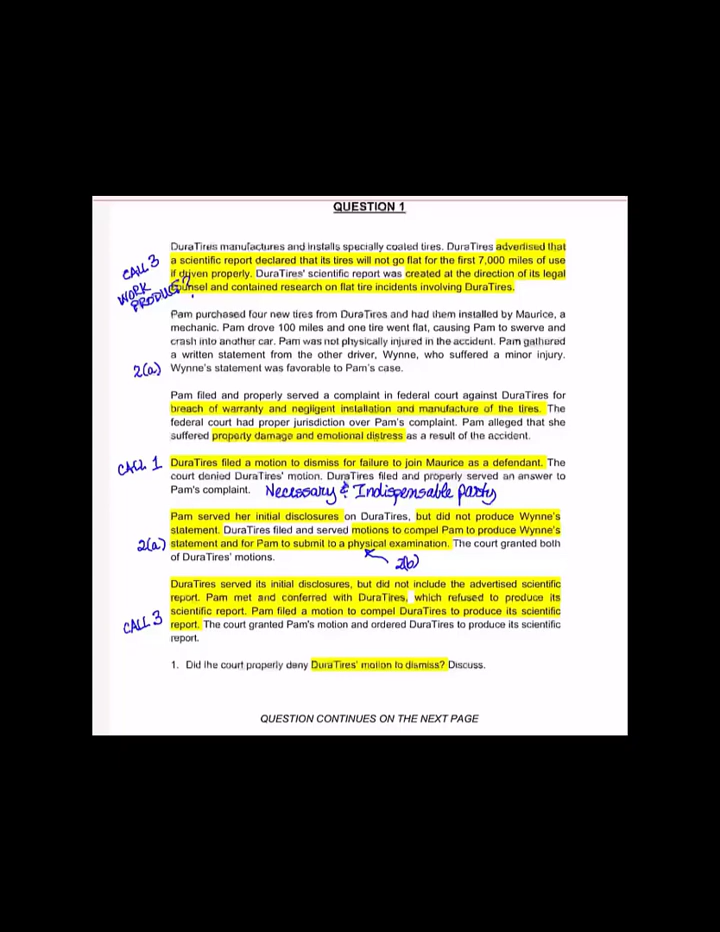 QUESTION 1
DuraTires manufactures and installs specially coated tires. DuraTires advertised that
a scientific report declared that its tires will not go flat for the first 7,000 miles of use
if driven properly. DuraTires' scientific report was created at the direction of its legal
counsel and contained research on flat tire incidents involving DuraTires.
CALL 3
WORK
PRODUCT?
Pam purchased four new tires from DuraTires and had them installed by Maurice, a
mechanic. Pam drove 100 miles and one tire went flat, causing Pam to swerve and
crash into another car. Pam was not physically injured in the accident. Pam gathered
a written statement from the other driver, Wynne, who suffered a minor injury.
2(a) Wynne's statement was favorable to Pam's case.
Pam filed and properly served a complaint in federal court against DuraTires for
breach of warranty and negligent installation and manufacture of the tires. The
federal court had proper jurisdiction over Pam's complaint. Pam alleged that she
suffered property damage and emotional distress as a result of the accident.
CALL 1 DuraTires filed a motion to dismiss for failure to join Maurice as a defendant. The
court denied DuraTires' motion. DuraTires filed and properly served an answer to
Pam's complaint. Necessary & Indispensable party
Pam served her initial disclosures on DuraTires, but did not produce Wynne's
statement. DuraTires filed and served motions to compel Pam to produce Wynne's
2(a) statement and for Pam to submit to a physical examination. The court granted both
of DuraTires' motions. 2(b)
DuraTires served its initial disclosures, but did not include the advertised scientific
report. Pam met and conferred with DuraTires, which refused to produce its
scientific report. Pam filed a motion to compel DuraTires to produce its scientific
CALL 3 report. The court granted Pam's motion and ordered DuraTires to produce its scientific
report.
1. Did the court properly deny DuraTires' motion to dismiss? Discuss.
QUESTION CONTINUES ON THE NEXT PAGE